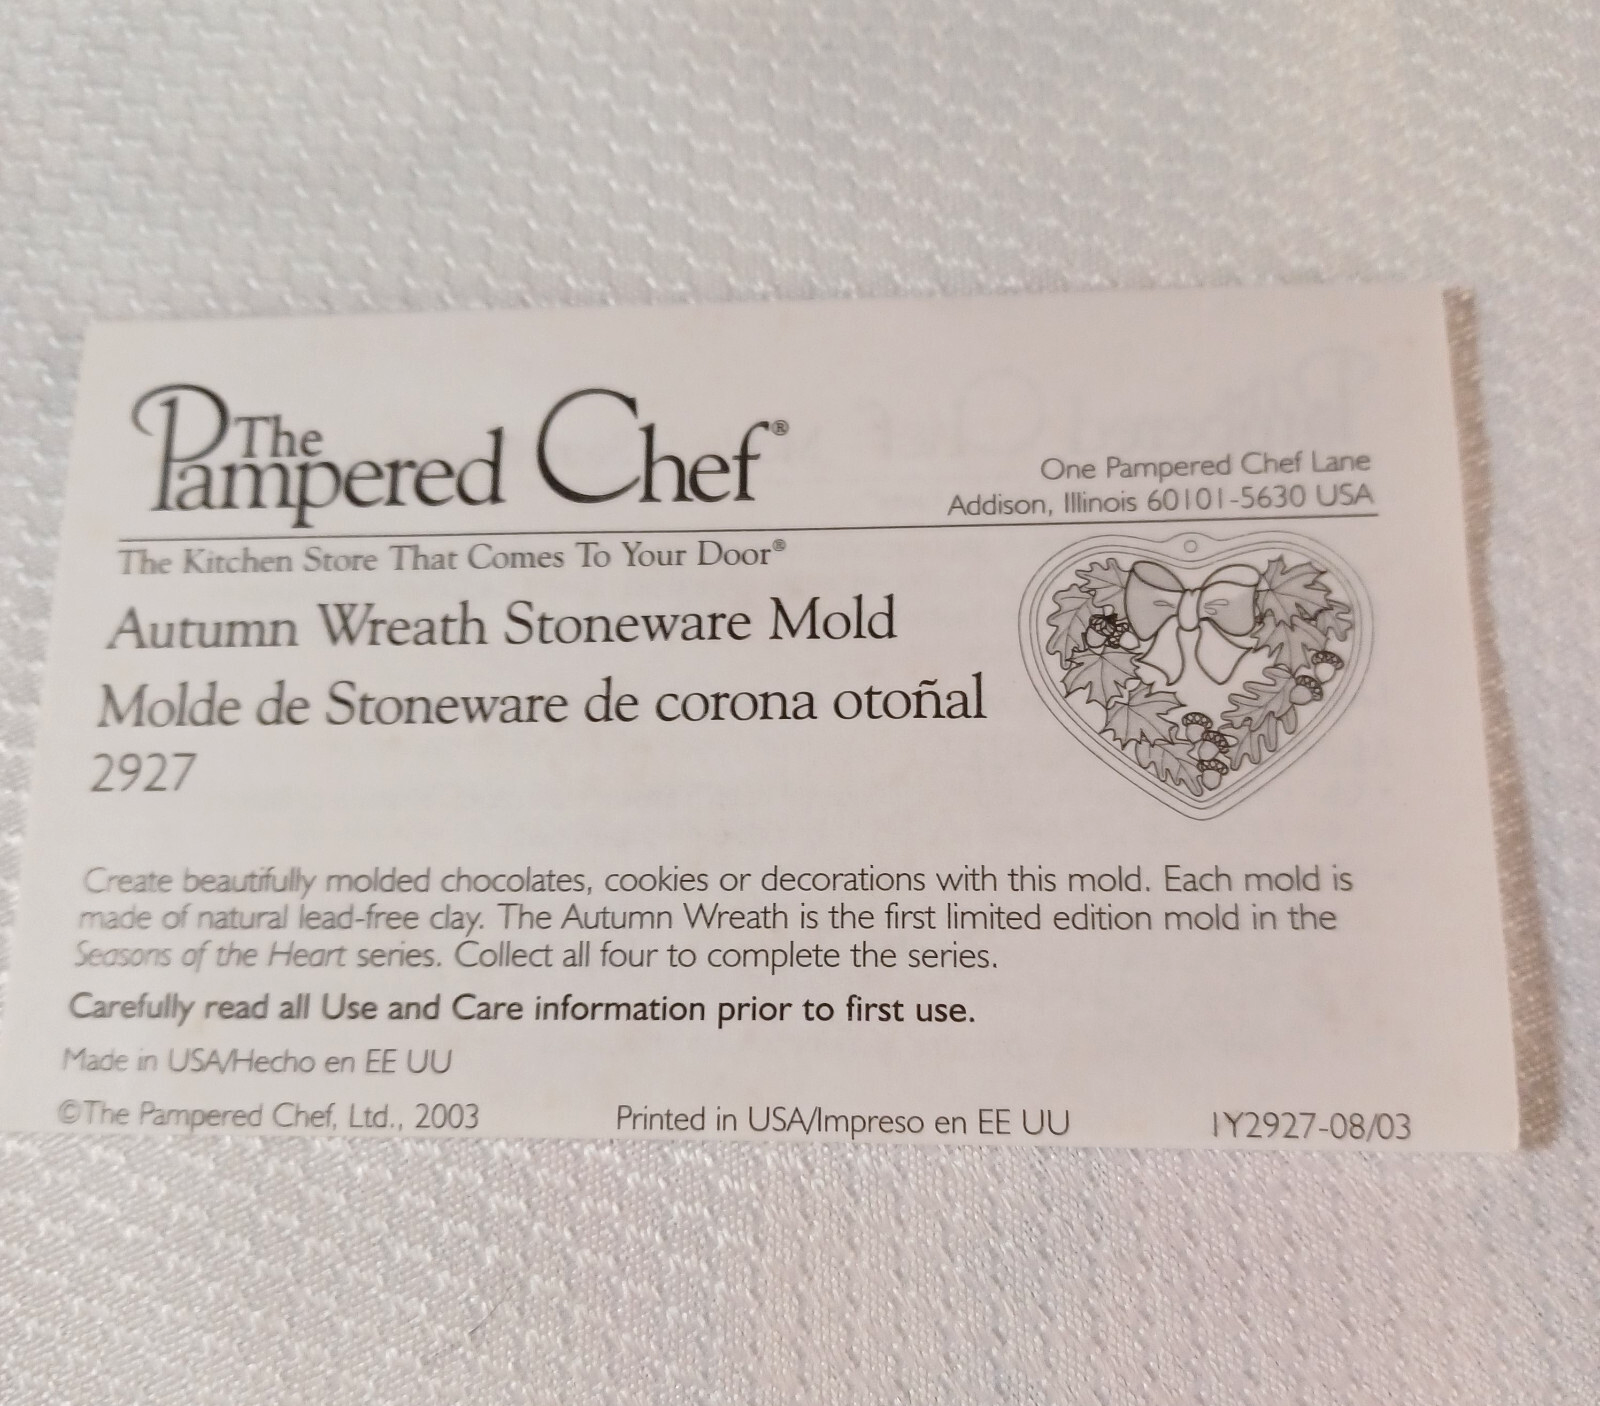 The Pampered Chef®
One Pampered Chef Lane
Addison, Illinois 60101-5630 USA
The Kitchen Store That Comes To Your Door®
Autumn Wreath Stoneware Mold
Molde de Stoneware de corona otoñal
2927
Create beautifully molded chocolates, cookies or decorations with this mold. Each mold is
made of natural lead-free clay. The Autumn Wreath is the first limited edition mold in the
Seasons of the Heart series. Collect all four to complete the series.
Carefully read all Use and Care information prior to first use.
Made in USA/Hecho en EE UU
©The Pampered Chef, Ltd., 2003 Printed in USA/Impreso en EE UU IY2927-08/03